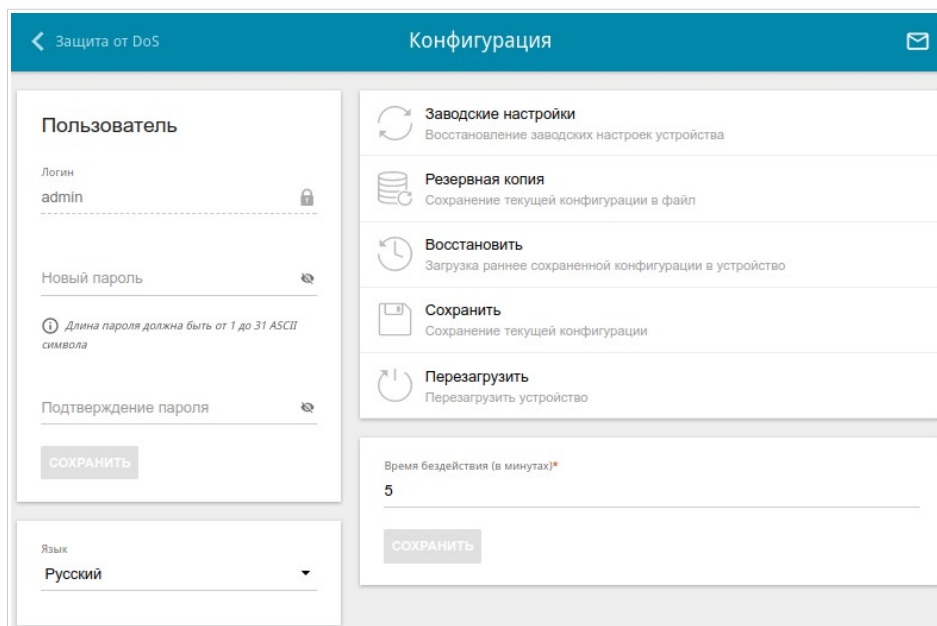 Защита от DoS
Конфигурация
Пользователь
Логин
admin
Новый пароль
Длина пароля должна быть от 1 до 31 ASCII
символа
Подтверждение пароля
СОХРАНИТЬ
Язык
Русский
Заводские настройки
Восстановление заводских настроек устройства
Резервная копия
Сохранение текущей конфигурации в файл
Восстановить
Загрузка раннее сохраненной конфигурации в устройство
Сохранить
Сохранение текущей конфигурации
Перезагрузить
Перезагрузить устройство
Время бездействия (в минутах)*
5
СОХРАНИТЬ